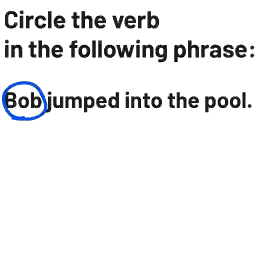 Circle the verb
in the following phrase:
Bob jumped into the pool.